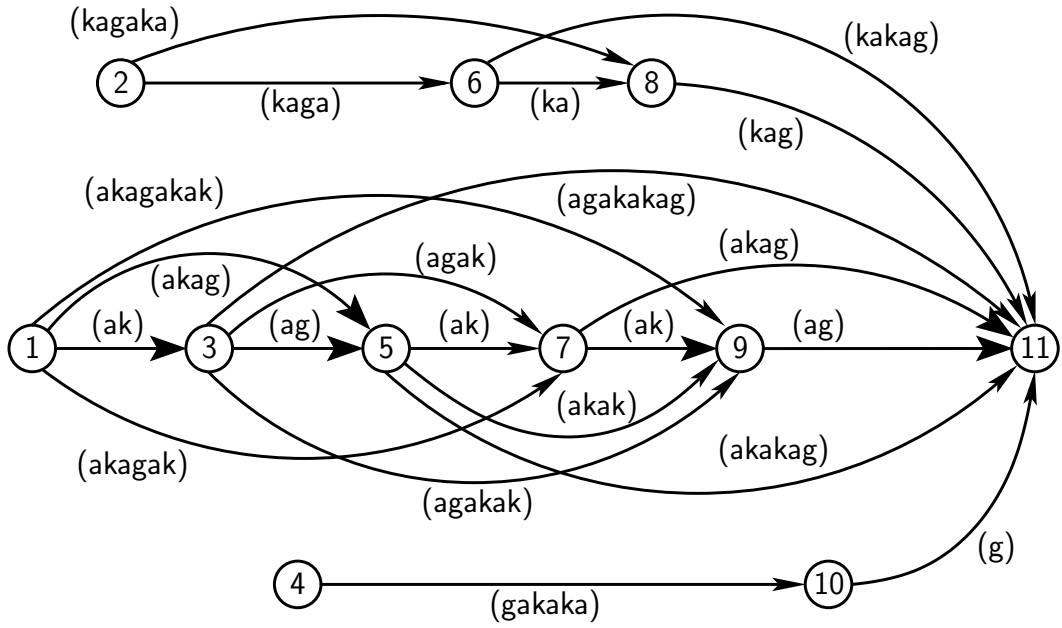 (kagaka)
(kakag)
2
6
8
(kaga)
(ka)
(kag)
(akagakak)
(agakakag)
(akag)
(agak)
(akag)
(ak)
(ag)
(ak)
(ak)
(ag)
1
3
5
7
9
11
(akak)
(akagak)
(akakag)
(agakak)
(g)
4
10
(gakaka)